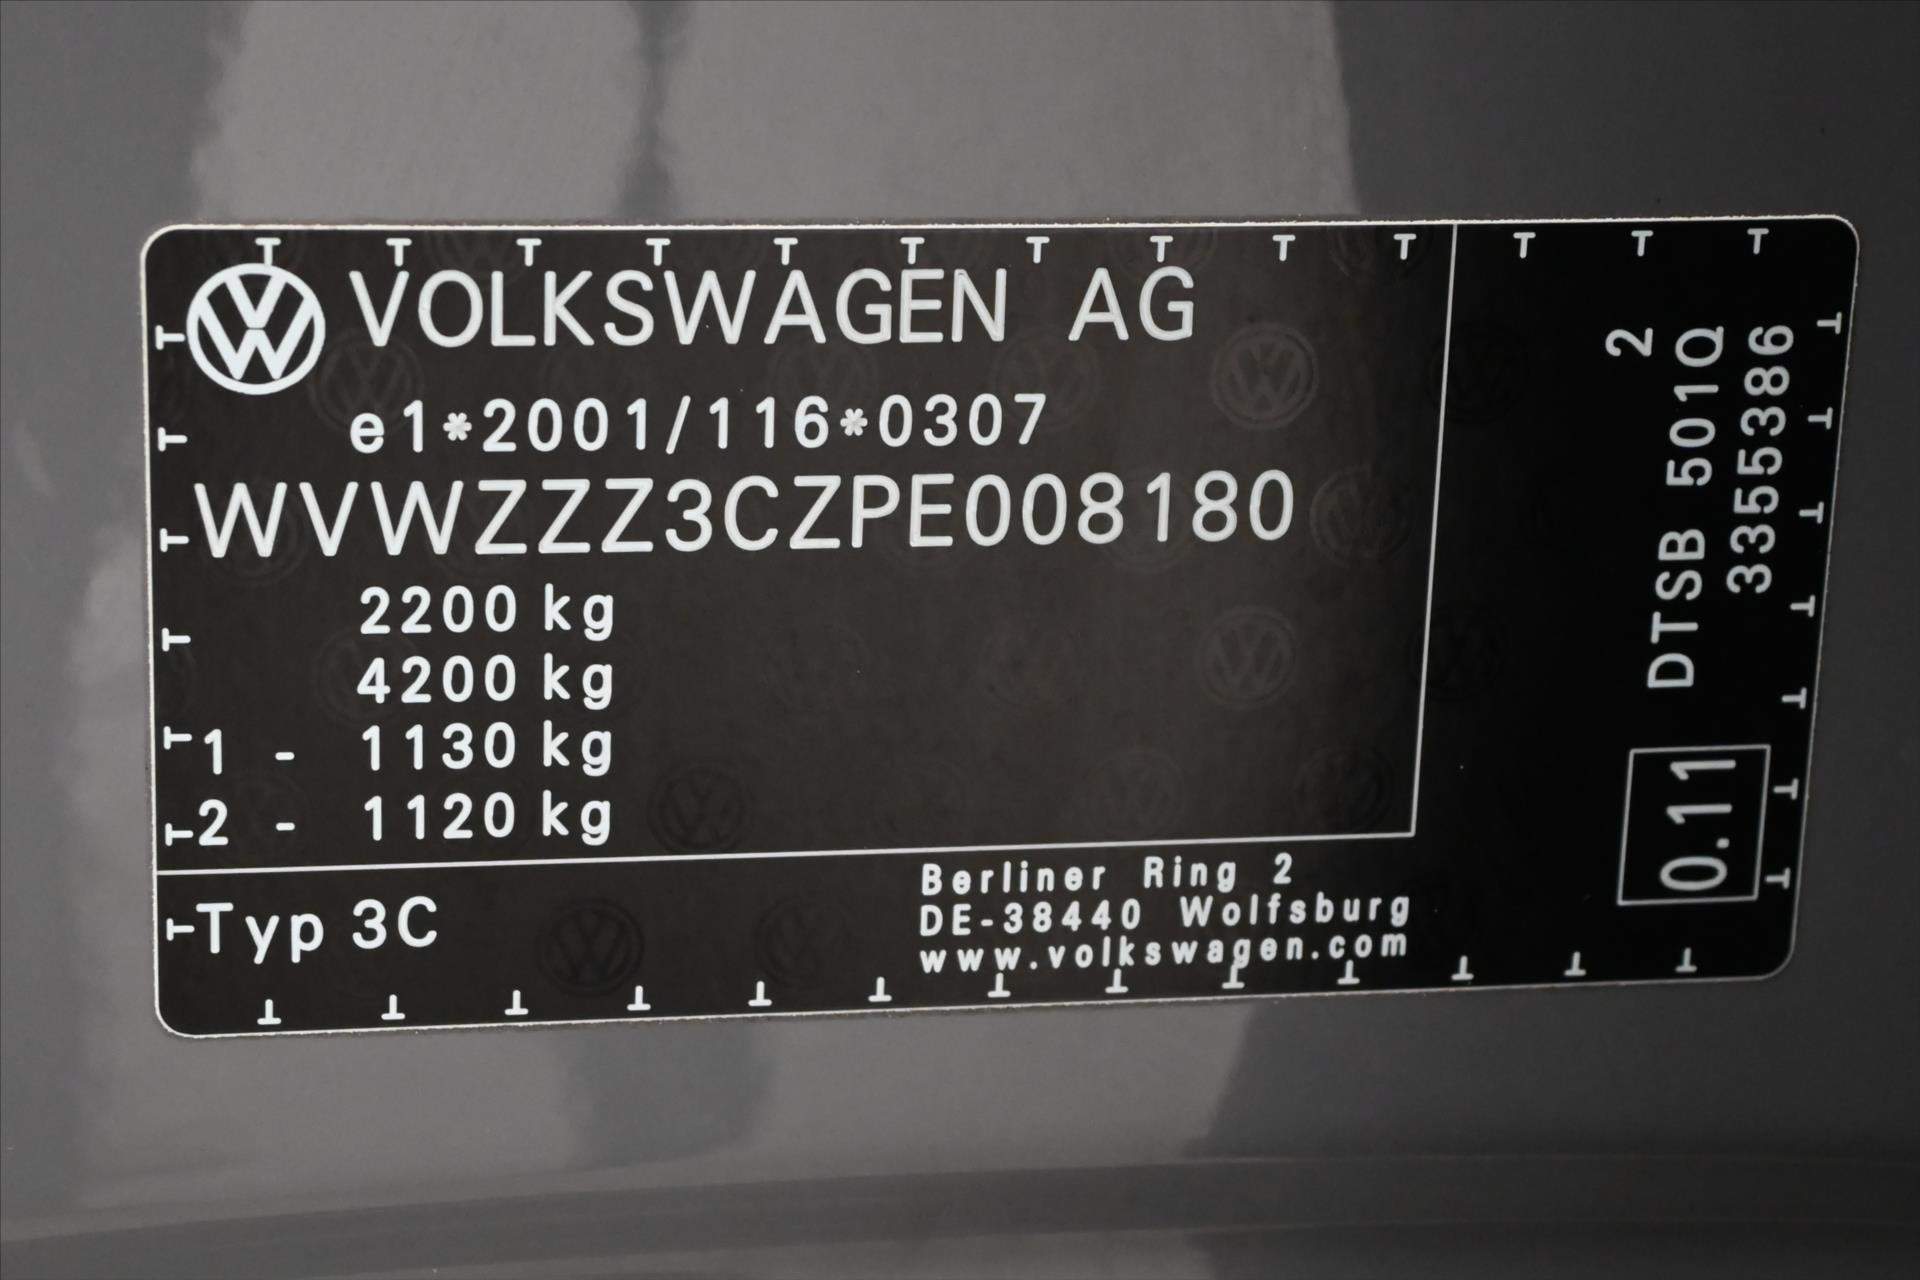 VOLKSWAGEN AG
e1*2001/116*0307
WVWZZZ3CZPE008180
2200 kg
4200 kg
1 - 1130 kg
2 - 1120 kg
Typ 3C
Berliner Ring 2
DE-38440 Wolfsburg
www.volkswagen.com
2
DTSB 501Q
3355386
0.11